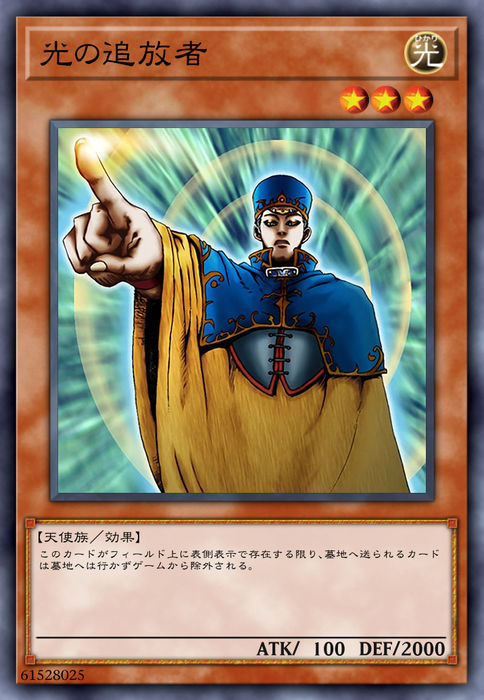 光の追放者
ひかり
光
【天使族／効果】
このカードがフィールド上に表側表示で存在する限り、墓地へ送られるカード
は墓地へは行かずゲームから除外される。
ATK/ 100 DEF/2000
61528025